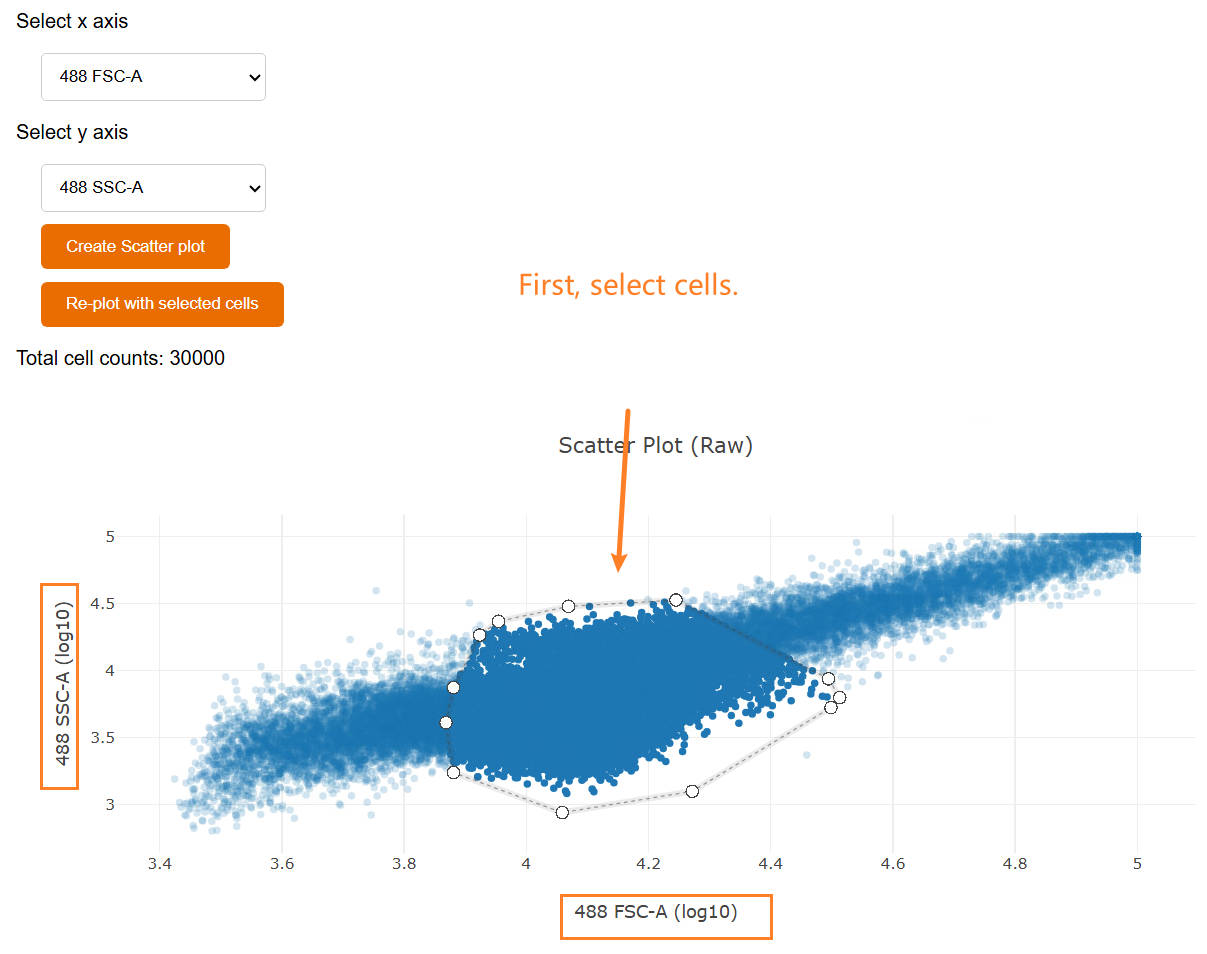 Select x axis
488 FSC-A
Select y axis
488 SSC-A
Create Scatter plot
Re-plot with selected cells
First, select cells.
Total cell counts: 30000
Scatter Plot (Raw)
488 SSC-A (log10)
5
4.5
4
3.5
3
3.4
3.6
3.8
4
4.2
4.4
4.6
4.8
5
488 FSC-A (log10)